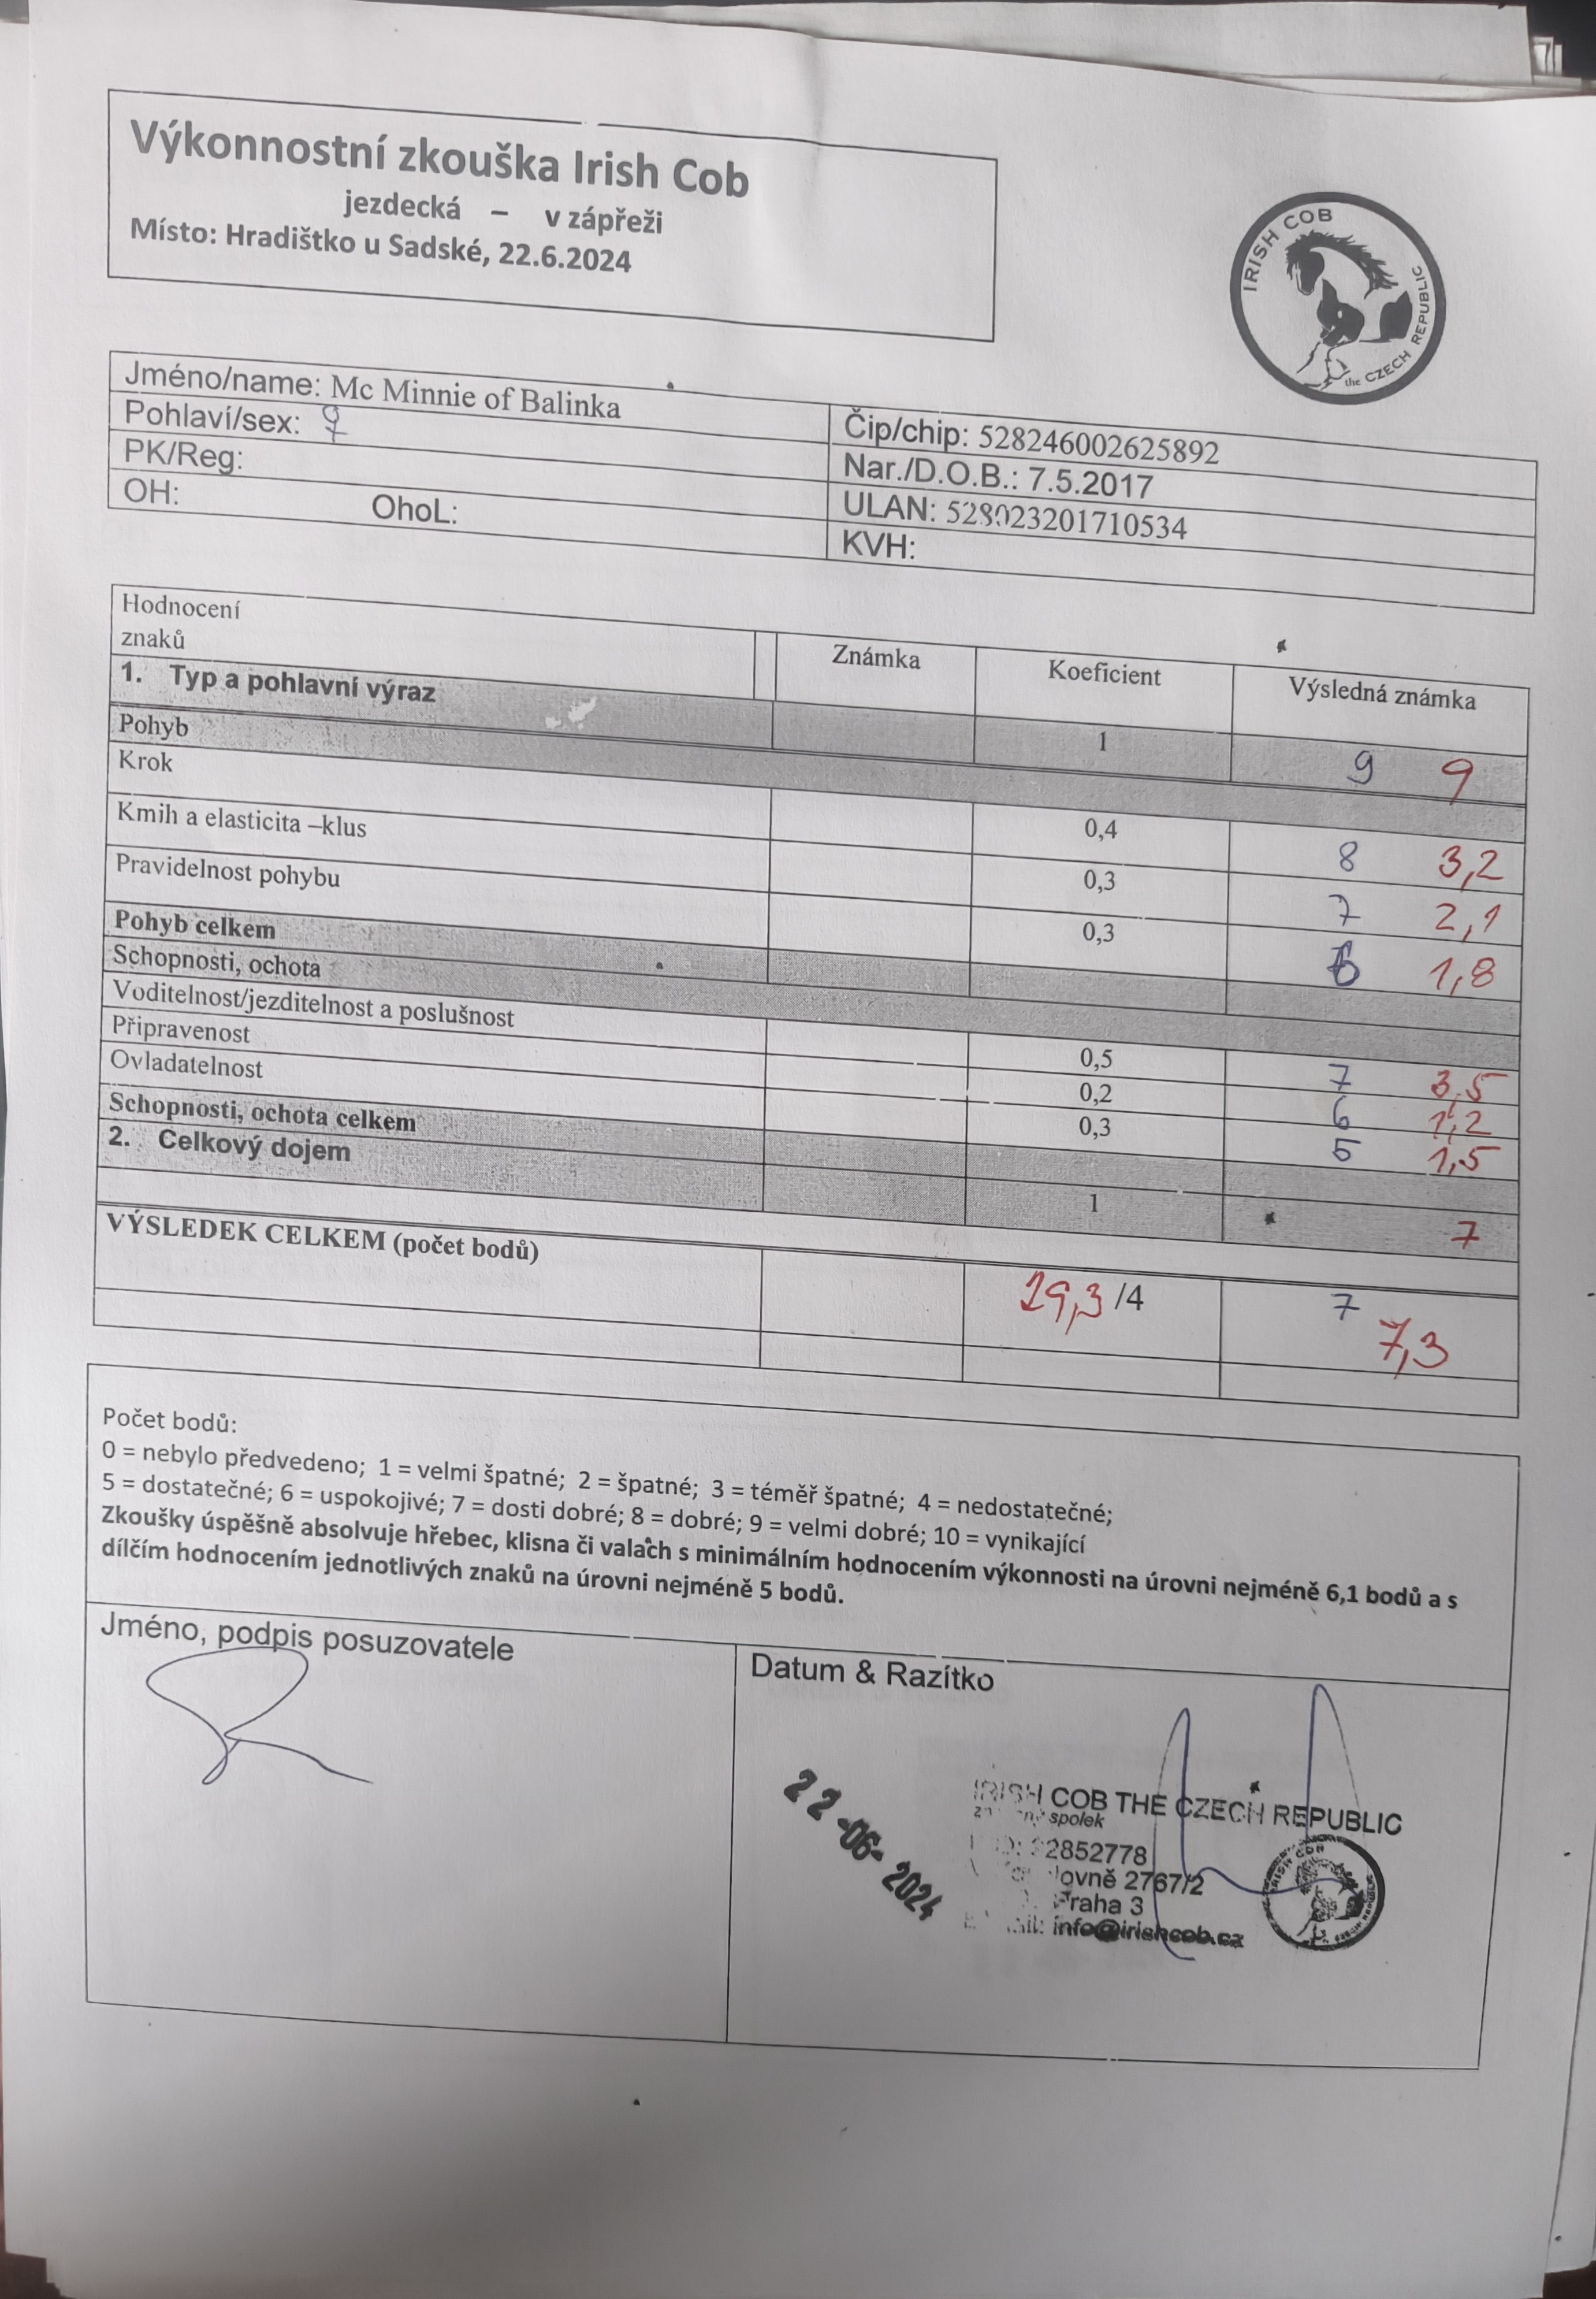 Výkonnostní zkouška Irish Cob
jezdecká – v zápřeži
Místo: Hradištko u Sadské, 22.6.2024
IRISH COB
the CZECH REPUBLIC
Jméno/name: Mc Minnie of Balinka
Čip/chip: 528246002625892
Pohlaví/sex: ♀
Nar./D.O.B.: 7.5.2017
PK/Reg:
ULAN: 528023201710534
OH: OhoL:
KVH:
Hodnocení
znaků Známka Koeficient Výsledná známka
1. Typ a pohlavní výraz 1 9 9
Pohyb
Krok 0,4 8 3,2
Kmih a elasticita –klus 0,3 7 2,1
Pravidelnost pohybu 0,3 6 1,8
Pohyb celkem
Schopnosti, ochota
Voditelnost/jezditelnost a poslušnost 0,5 7 3,5
Připravenost 0,2 6 1,2
Ovladatelnost 0,3 5 1,5
Schopnosti, ochota celkem
2. Celkový dojem 1 7
VÝSLEDEK CELKEM (počet bodů) 29,3 /4 7 7,3
Počet bodů:
0 = nebylo předvedeno; 1 = velmi špatné; 2 = špatné; 3 = téměř špatné; 4 = nedostatečné;
5 = dostatečné; 6 = uspokojivé; 7 = dosti dobré; 8 = dobré; 9 = velmi dobré; 10 = vynikající
Zkoušky úspěšně absolvuje hřebec, klisna či valach s minimálním hodnocením výkonnosti na úrovni nejméně 6,1 bodů a s
dílčím hodnocením jednotlivých znaků na úrovni nejméně 5 bodů.
Jméno, podpis posuzovatele
Datum & Razítko
22-06-2024
IRISH COB THE CZECH REPUBLIC
spolek
2852778
2767/2
Praha 3
info@irishcob.cz